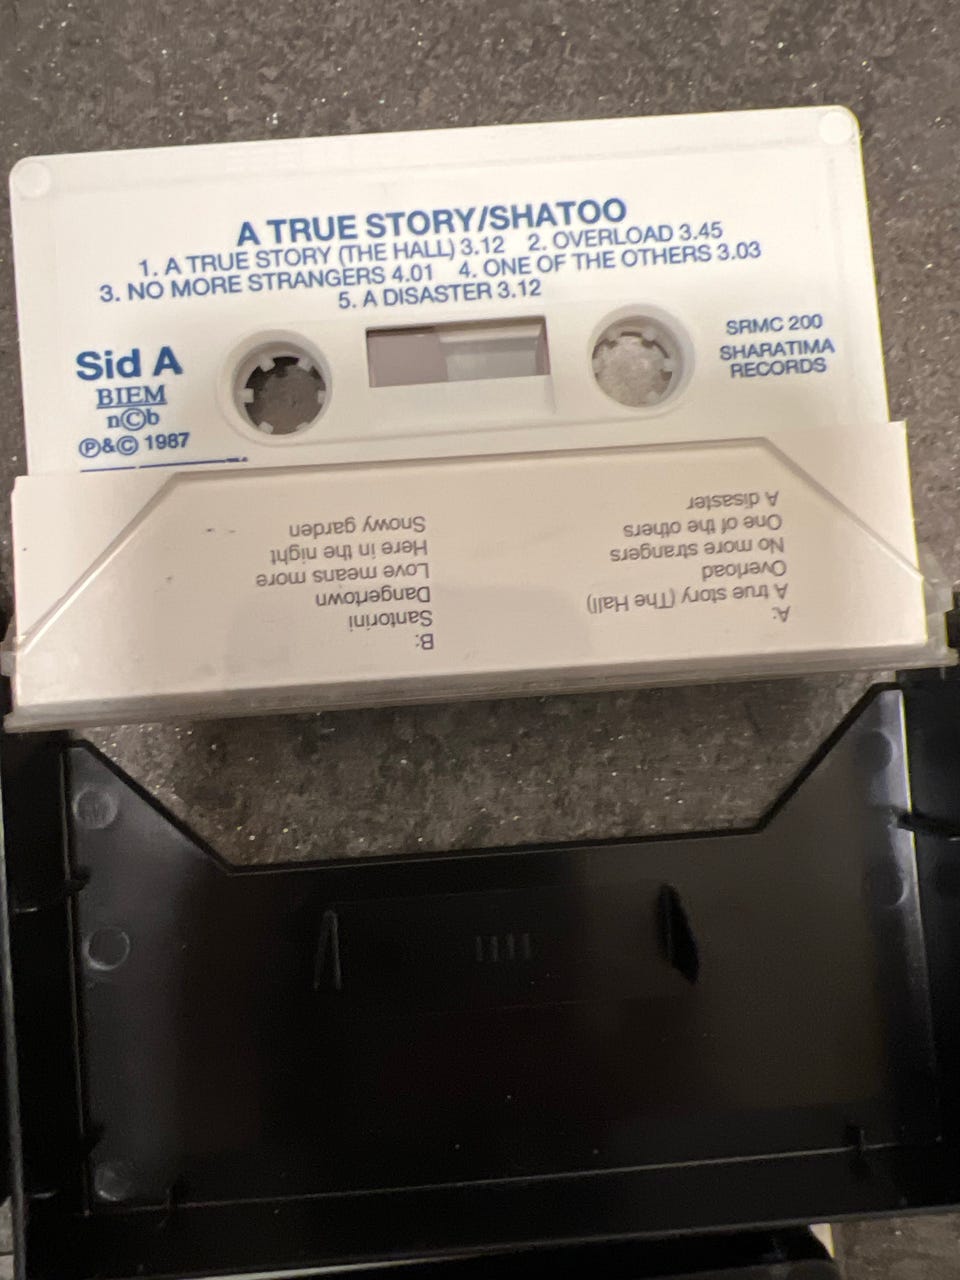 A TRUE STORY/SHATOO
1. A TRUE STORY (THE HALL) 3.12 2. OVERLOAD 3.45
3. NO MORE STRANGERS 4.01 4. ONE OF THE OTHERS 3.03
5. A DISASTER 3.12
Sid A
BIEM
n©b
℗&© 1987
SRMC 200
SHARATIMA
RECORDS
A:
A true story (The Hall)
Overload
No more strangers
One of the others
A disaster
B:
Santorini
Dangertown
Love means more
Here in the night
Snowy garden